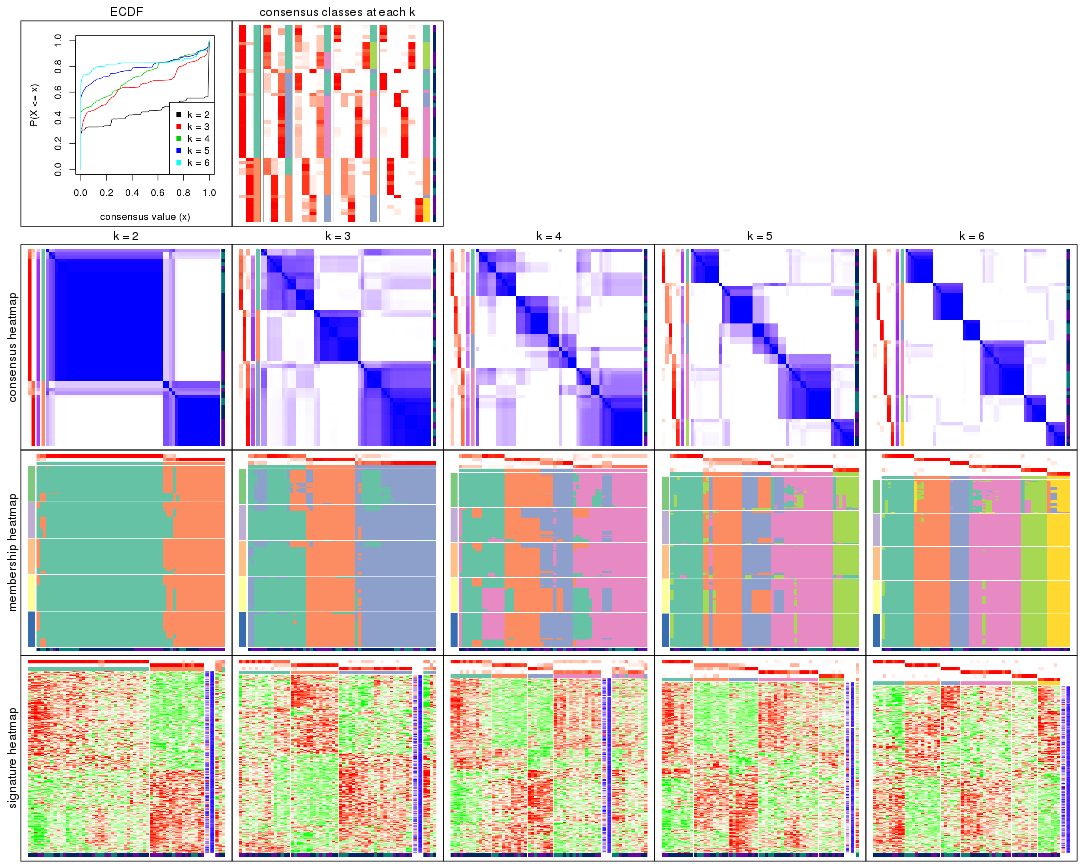 ECDF
consensus classes at each k
P(X <= x)
0.0
0.2
0.4
0.6
0.8
1.0
k = 2
k = 3
k = 4
k = 5
k = 6
0.0 0.2 0.4 0.6 0.8 1.0
consensus value (x)
k = 2
k = 3
k = 4
k = 5
k = 6
consensus heatmap
membership heatmap
signature heatmap